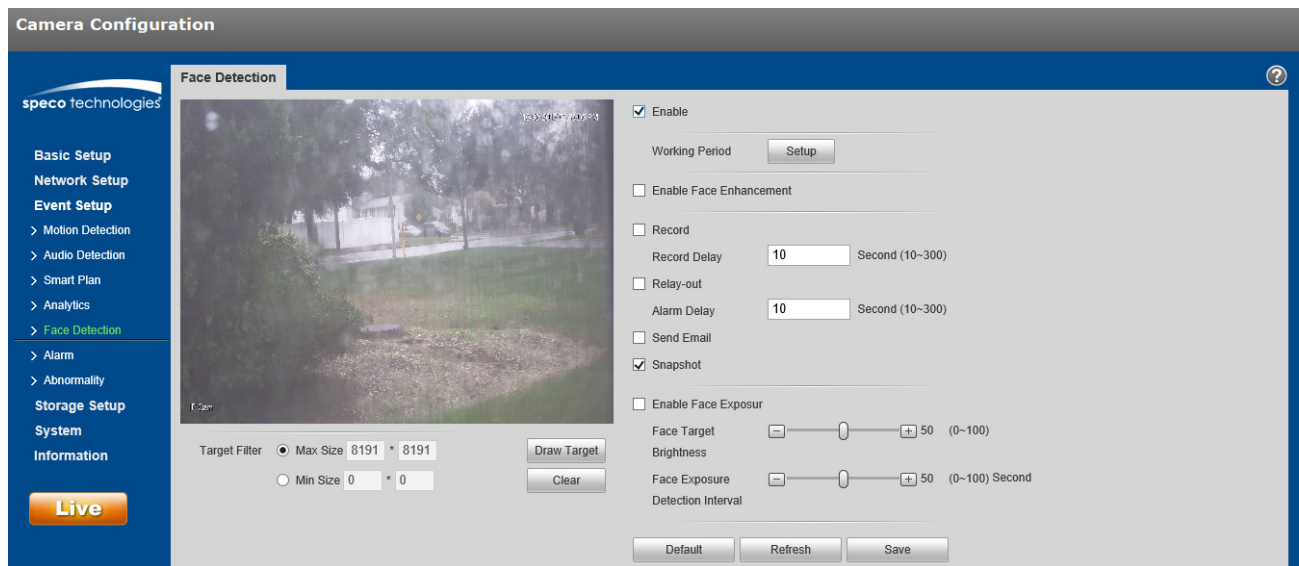 Camera Configuration
speco technologies
Face Detection
Basic Setup
Network Setup
Event Setup
> Motion Detection
> Audio Detection
> Smart Plan
> Analytics
> Face Detection
> Alarm
> Abnormality
Storage Setup
System
Information
Live
Target Filter Max Size 8191 * 8191 Draw Target
Min Size 0 * 0 Clear
Enable
Working Period Setup
Enable Face Enhancement
Record
Record Delay 10 Second (10~300)
Relay-out
Alarm Delay 10 Second (10~300)
Send Email
Snapshot
Enable Face Exposur
Face Target Brightness - + 50 (0~100)
Face Exposure Detection Interval - + 50 (0~100) Second
Default Refresh Save
?